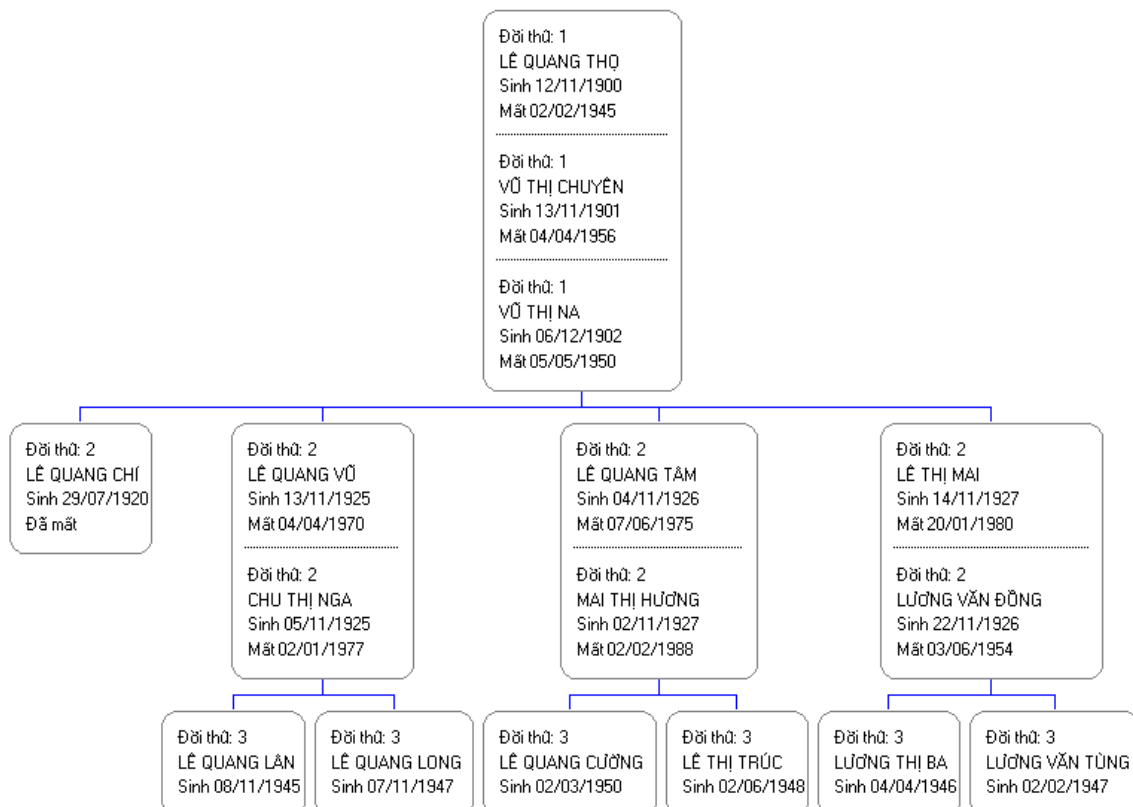 Đời thứ: 1
LÊ QUANG THỌ
Sinh 12/11/1900
Mất 02/02/1945
Đời thứ: 1
VŨ THỊ CHUYÊN
Sinh 13/11/1901
Mất 04/04/1956
Đời thứ: 1
VŨ THỊ NA
Sinh 06/12/1902
Mất 05/05/1950
Đời thứ: 2
LÊ QUANG CHÍ
Sinh 29/07/1920
Đã mất
Đời thứ: 2
LÊ QUANG VŨ
Sinh 13/11/1925
Mất 04/04/1970
Đời thứ: 2
CHU THỊ NGA
Sinh 05/11/1925
Mất 02/01/1977
Đời thứ: 2
LÊ QUANG TÂM
Sinh 04/11/1926
Mất 07/06/1975
Đời thứ: 2
MAI THỊ HƯƠNG
Sinh 02/11/1927
Mất 02/02/1988
Đời thứ: 2
LÊ THỊ MAI
Sinh 14/11/1927
Mất 20/01/1980
Đời thứ: 2
LƯƠNG VĂN ĐỒNG
Sinh 22/11/1926
Mất 03/06/1954
Đời thứ: 3
LÊ QUANG LÂN
Sinh 08/11/1945
Đời thứ: 3
LÊ QUANG LONG
Sinh 07/11/1947
Đời thứ: 3
LÊ QUANG CƯỜNG
Sinh 02/03/1950
Đời thứ: 3
LÊ THỊ TRÚC
Sinh 02/06/1948
Đời thứ: 3
LƯƠNG THỊ BA
Sinh 04/04/1946
Đời thứ: 3
LƯƠNG VĂN TÙNG
Sinh 02/02/1947